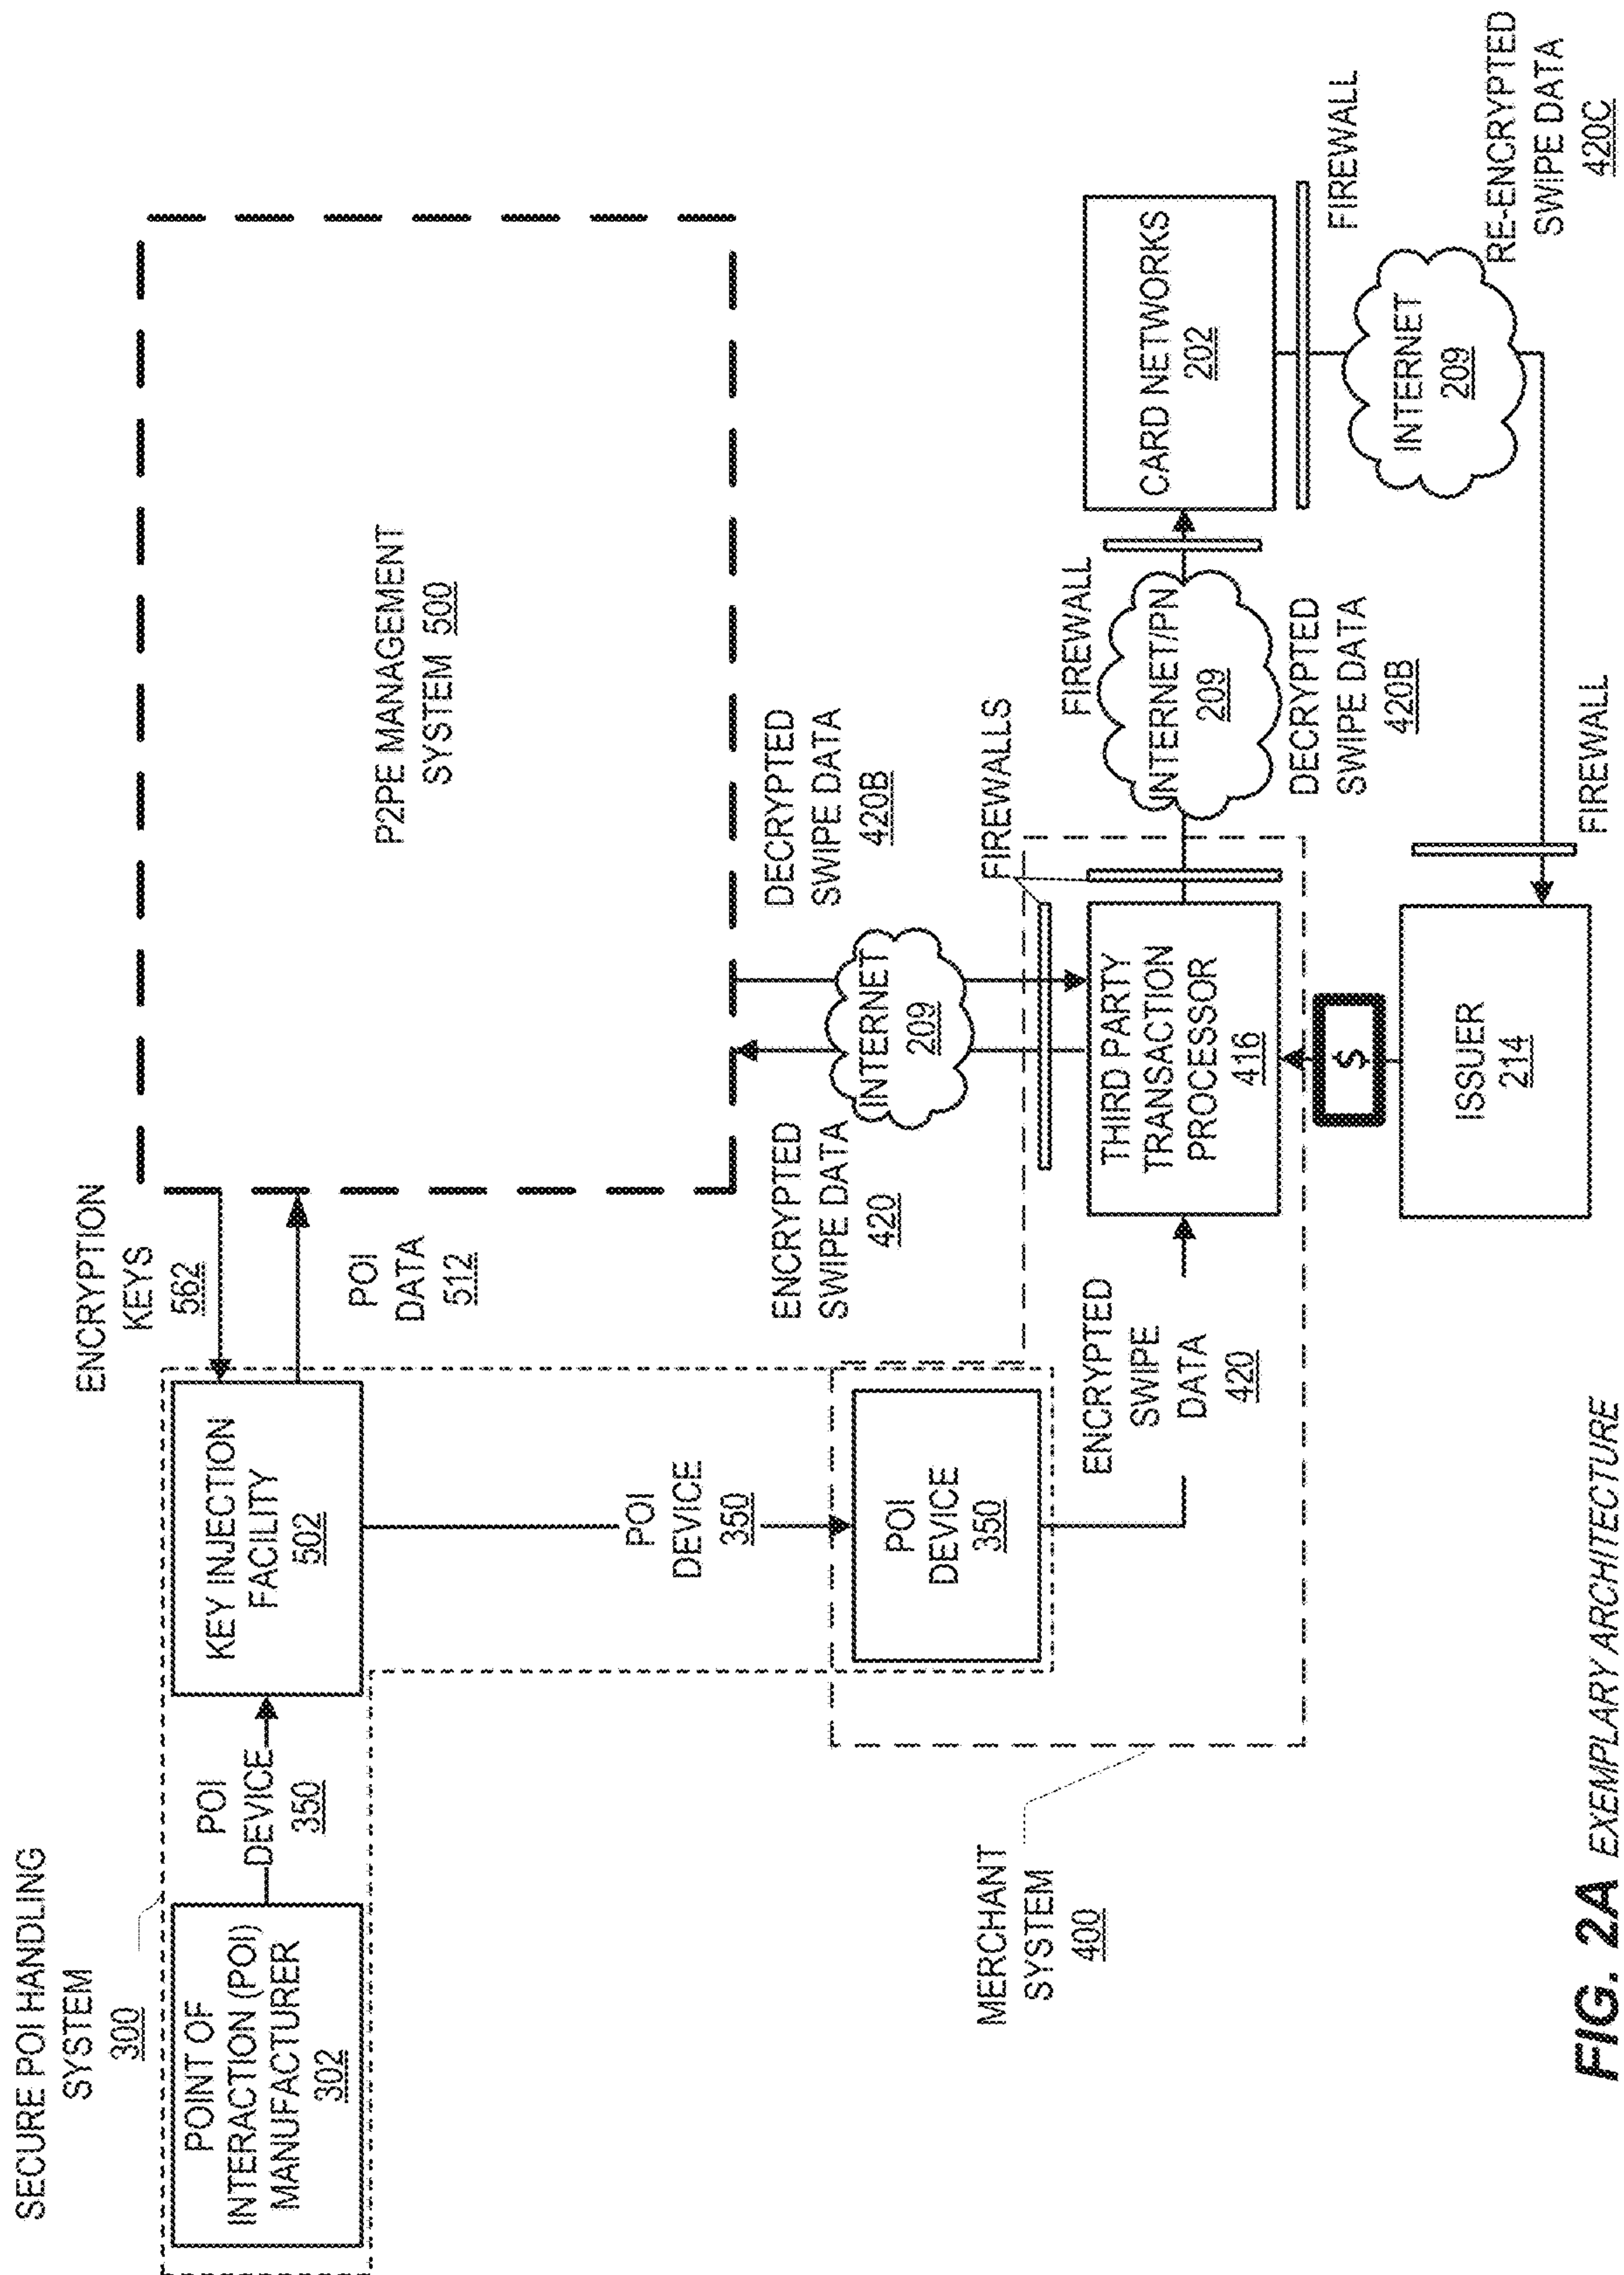 SECURE POI HANDLING
SYSTEM
300
POINT OF
INTERACTION (POI)
MANUFACTURER
302
POI
DEVICE
350
KEY INJECTION
FACILITY
502
ENCRYPTION
KEYS
562
POI
DATA
512
P2PE MANAGEMENT
SYSTEM 500
POI
DEVICE
350
POI
DEVICE
350
ENCRYPTED
SWIPE DATA
420
INTERNET
209
DECRYPTED
SWIPE DATA
420B
MERCHANT
SYSTEM
400
ENCRYPTED
SWIPE
DATA
420
THIRD PARTY
TRANSACTION
PROCESSOR
416
FIREWALLS
FIREWALL
INTERNET/PN
209
DECRYPTED
SWIPE DATA
420B
CARD NETWORKS
202
FIREWALL
INTERNET
209
RE-ENCRYPTED
SWIPE DATA
420C
$
ISSUER
214
FIREWALL
FIG. 2A EXEMPLARY ARCHITECTURE